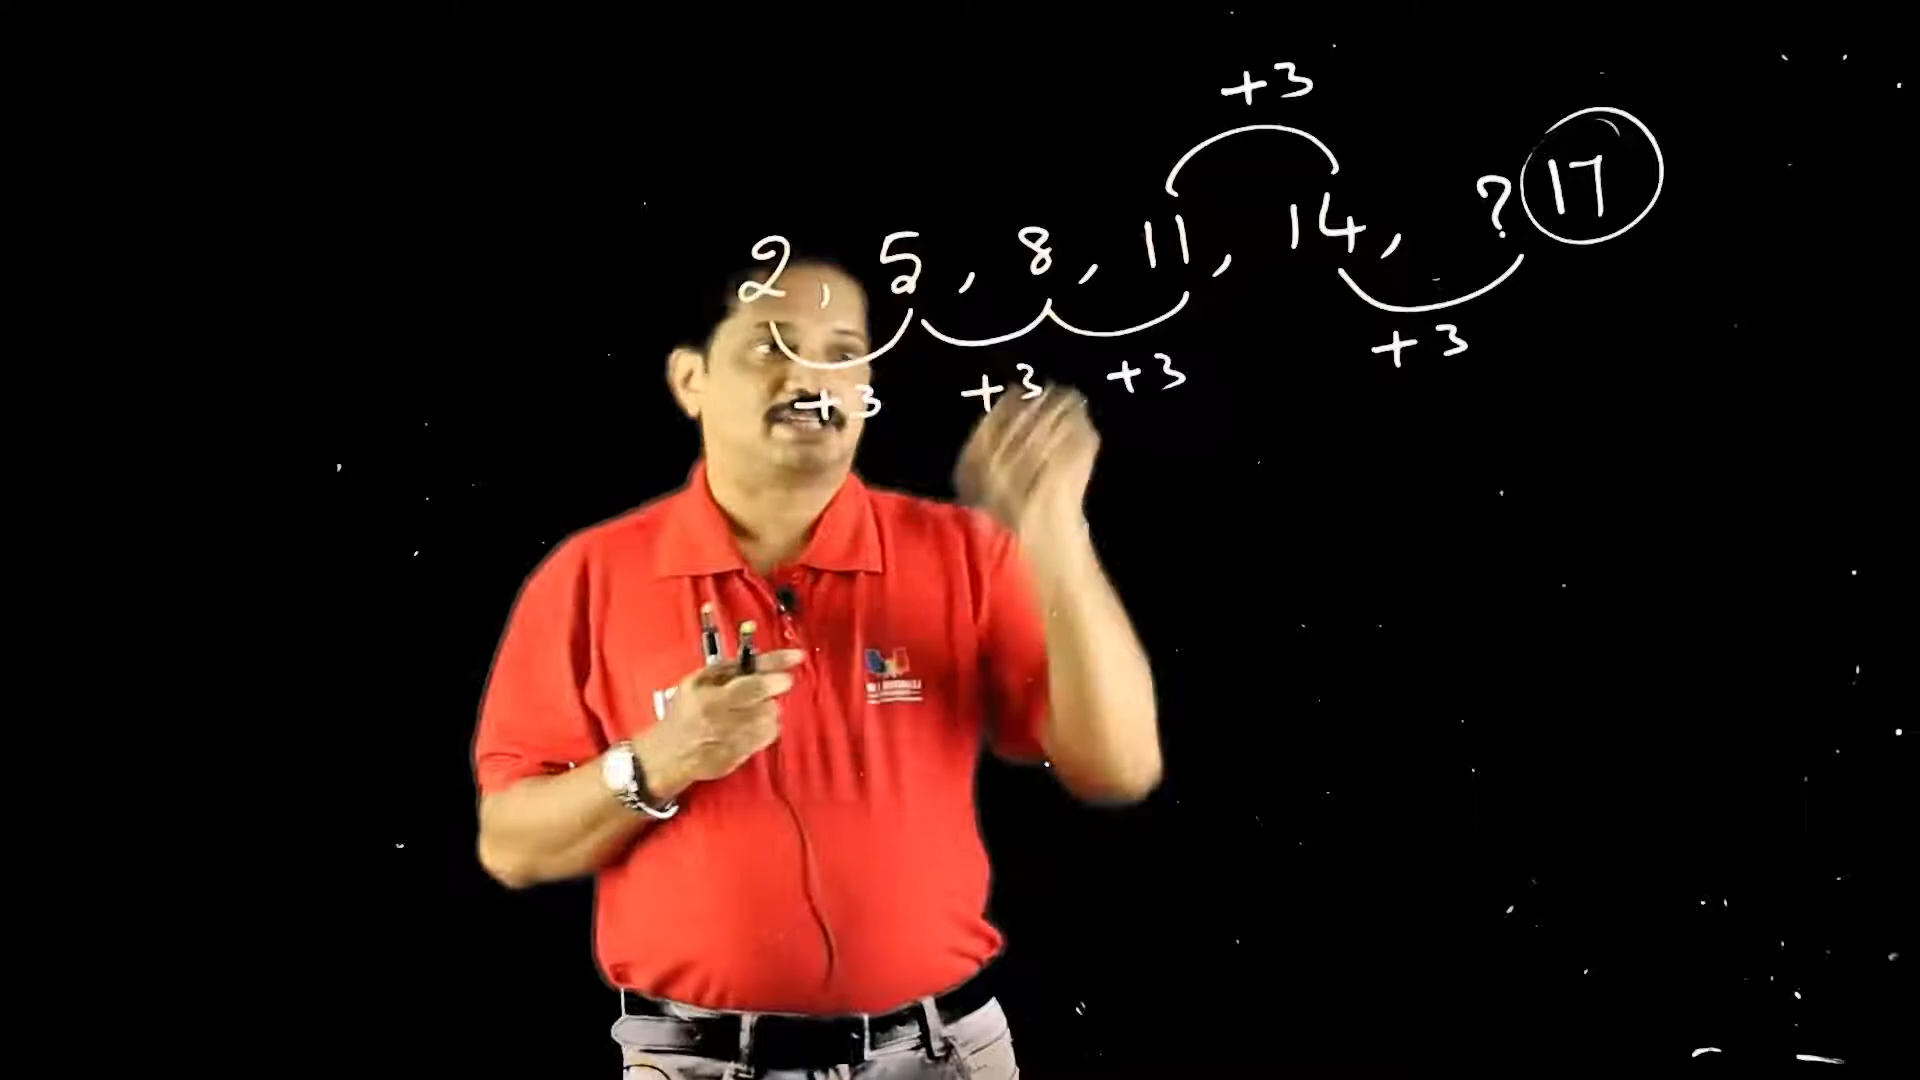 +3
2, 5, 8, 11, 14, ? 17
+3 +3 +3 +3